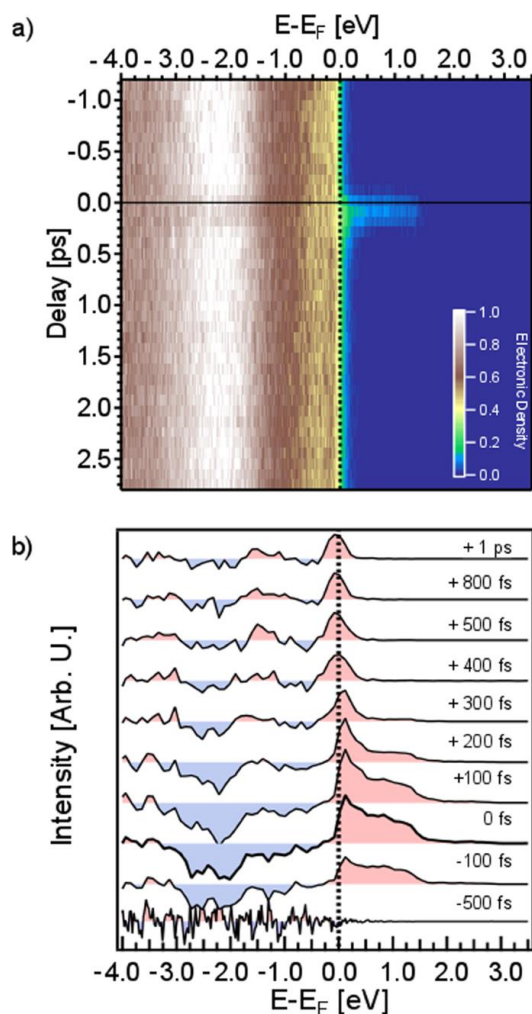 a)
E-EF [eV]
-4.0 -3.0 -2.0 -1.0 0.0 1.0 2.0 3.0
Delay [ps]
-1.0
-0.5
0.0
0.5
1.0
1.5
2.0
2.5
1.0
0.8
0.6
0.4
0.2
0.0
Electronic Density
b)
Intensity [Arb. U.]
+ 1 ps
+ 800 fs
+ 500 fs
+ 400 fs
+ 300 fs
+ 200 fs
+100 fs
0 fs
-100 fs
-500 fs
-4.0 -3.0 -2.0 -1.0 0.0 1.0 2.0 3.0
E-EF [eV]